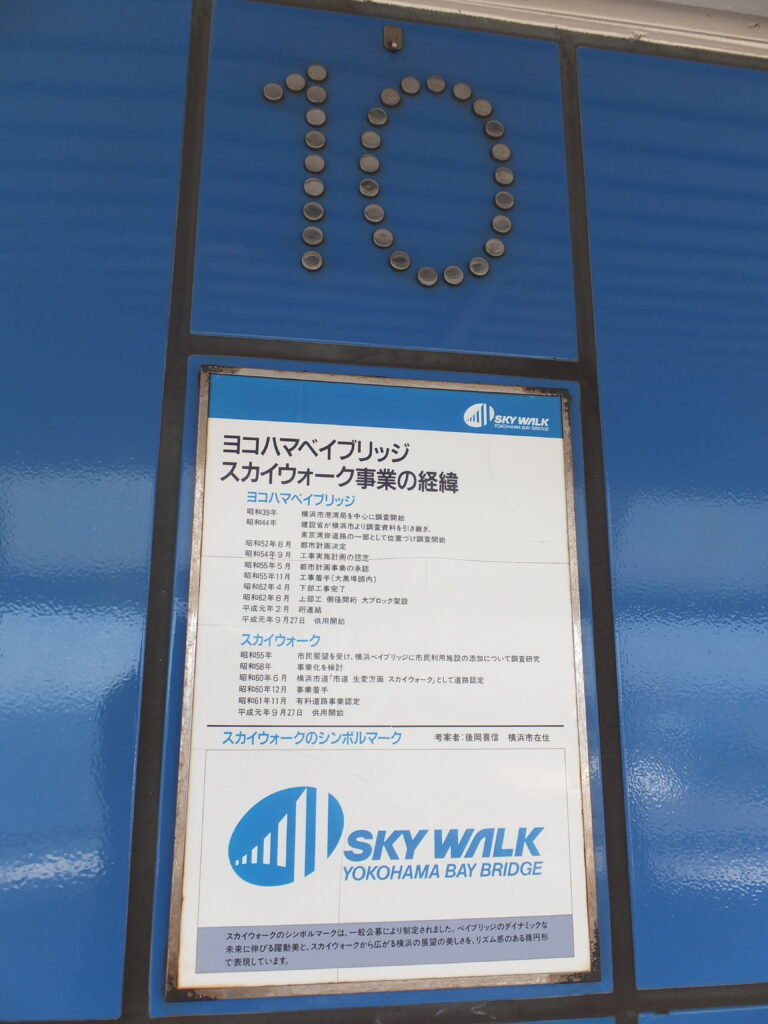 10
SKY WALK
YOKOHAMA BAY BRIDGE
ヨコハマベイブリッジ
スカイウォーク事業の経緯
ヨコハマベイブリッジ
昭和39年 横浜市港湾局を中心に調査開始
昭和44年 建設省が横浜市より調査資料を引き継ぎ、
東京湾岸道路の一部として位置づけ調査開始
昭和52年8月 都市計画決定
昭和54年9月 工事実施計画の認定
昭和55年5月 都市計画事業の承認
昭和55年11月 工事着手(大黒埠頭内)
昭和62年4月 下部工事完了
昭和62年8月 上部工 側径間桁 大ブロック架設
平成元年2月 桁連結
平成元年9月27日 供用開始
スカイウォーク
昭和55年 市民要望を受け、横浜ベイブリッジに市民利用施設の添加について調査研究
昭和58年 事業化を検討
昭和60年6月 横浜市道「市道 生麦方面 スカイウォーク」として道路認定
昭和60年12月 事業着手
昭和61年11月 有料道路事業認定
平成元年9月27日 供用開始
スカイウォークのシンボルマーク 考案者:後岡喜信 横浜市在住
SKY WALK
YOKOHAMA BAY BRIDGE
スカイウォークのシンボルマークは、一般公募により制定されました。ベイブリッジのダイナミックな
未来に伸びる躍動美と、スカイウォークから広がる横浜の展望の美しさを、リズム感のある楕円形
で表現しています。